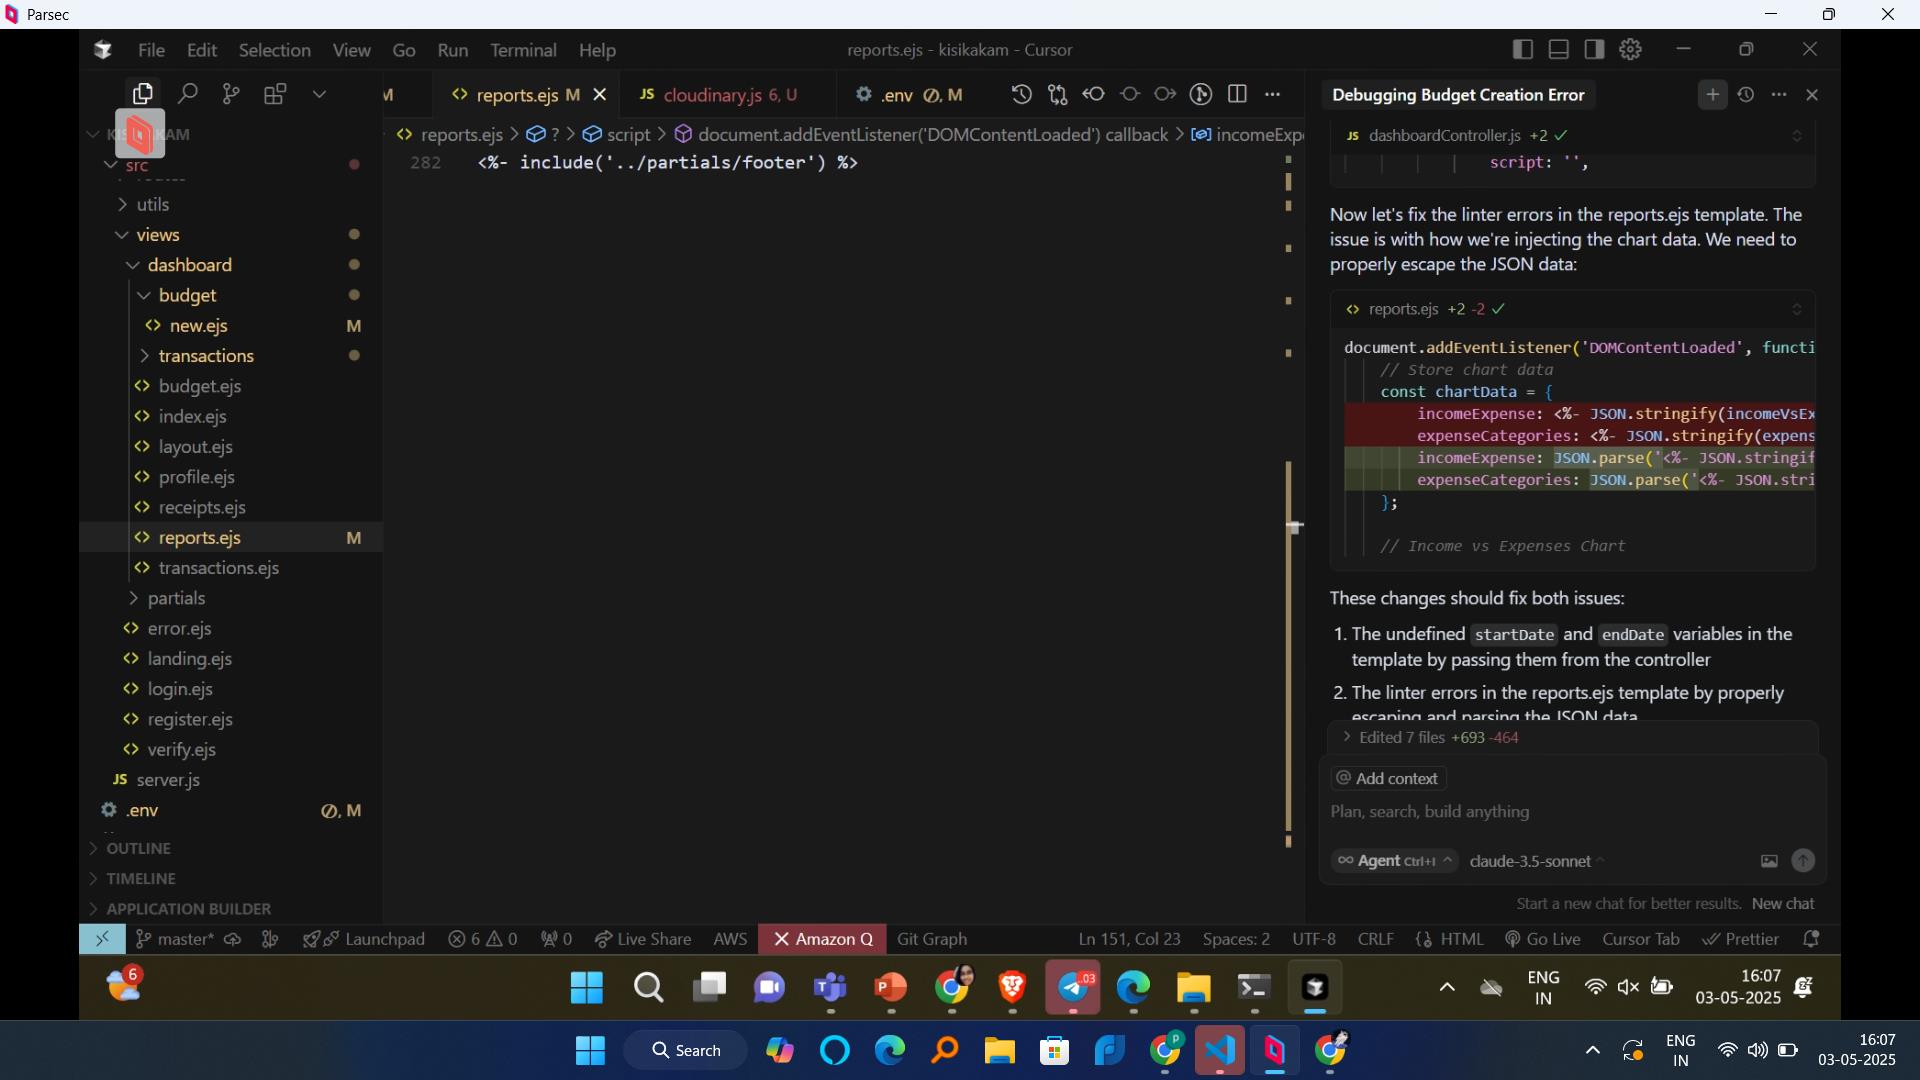 Parsec
File Edit Selection View Go Run Terminal Help
reports.ejs - kisikakam - Cursor
M
reports.ejs M
JS cloudinary.js 6, U
.env M
Debugging Budget Creation Error
reports.ejs > ? > script > document.addEventListener('DOMContentLoaded') callback > incomeExpe
282 <%- include('../partials/footer') %>
src
utils
views
dashboard
budget
new.ejs M
transactions
budget.ejs
index.ejs
layout.ejs
profile.ejs
receipts.ejs
reports.ejs M
transactions.ejs
partials
error.ejs
landing.ejs
login.ejs
register.ejs
verify.ejs
JS server.js
.env M
OUTLINE
TIMELINE
APPLICATION BUILDER
JS dashboardController.js +2
script: '',
Now let's fix the linter errors in the reports.ejs template. The
issue is with how we're injecting the chart data. We need to
properly escape the JSON data:
reports.ejs +2 -2
document.addEventListener('DOMContentLoaded', functi
// Store chart data
const chartData = {
incomeExpense: <%- JSON.stringify(incomeVsEx
expenseCategories: <%- JSON.stringify(expens
incomeExpense: JSON.parse('<%- JSON.stringif
expenseCategories: JSON.parse('<%- JSON.stri
};
// Income vs Expenses Chart
These changes should fix both issues:
1. The undefined startDate and endDate variables in the
template by passing them from the controller
2. The linter errors in the reports.ejs template by properly
escaping and parsing the JSON data
Edited 7 files +693 -464
@ Add context
Plan, search, build anything
∞ Agent Ctrl+I claude-3.5-sonnet
Start a new chat for better results. New chat
master* Launchpad 6 0 0 Live Share AWS Amazon Q Git Graph Ln 151, Col 23 Spaces: 2 UTF-8 CRLF {} HTML Go Live Cursor Tab Prettier
6
P
.03
ENG
IN
16:07
03-05-2025
Search
P
ENG
IN
16:07
03-05-2025